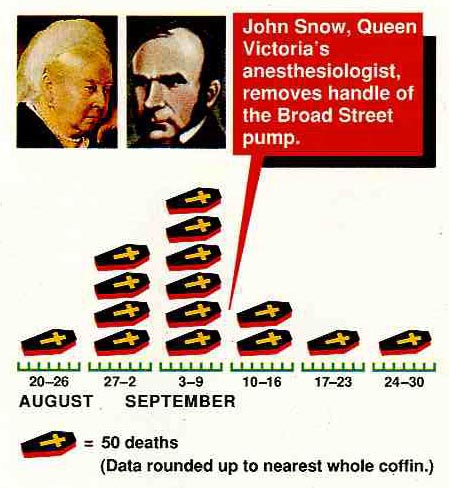 John Snow, Queen
Victoria's
anesthesiologist,
removes handle of
the Broad Street
pump.
20–26 27–2 3–9 10–16 17–23 24–30
AUGUST SEPTEMBER
= 50 deaths
(Data rounded up to nearest whole coffin.)